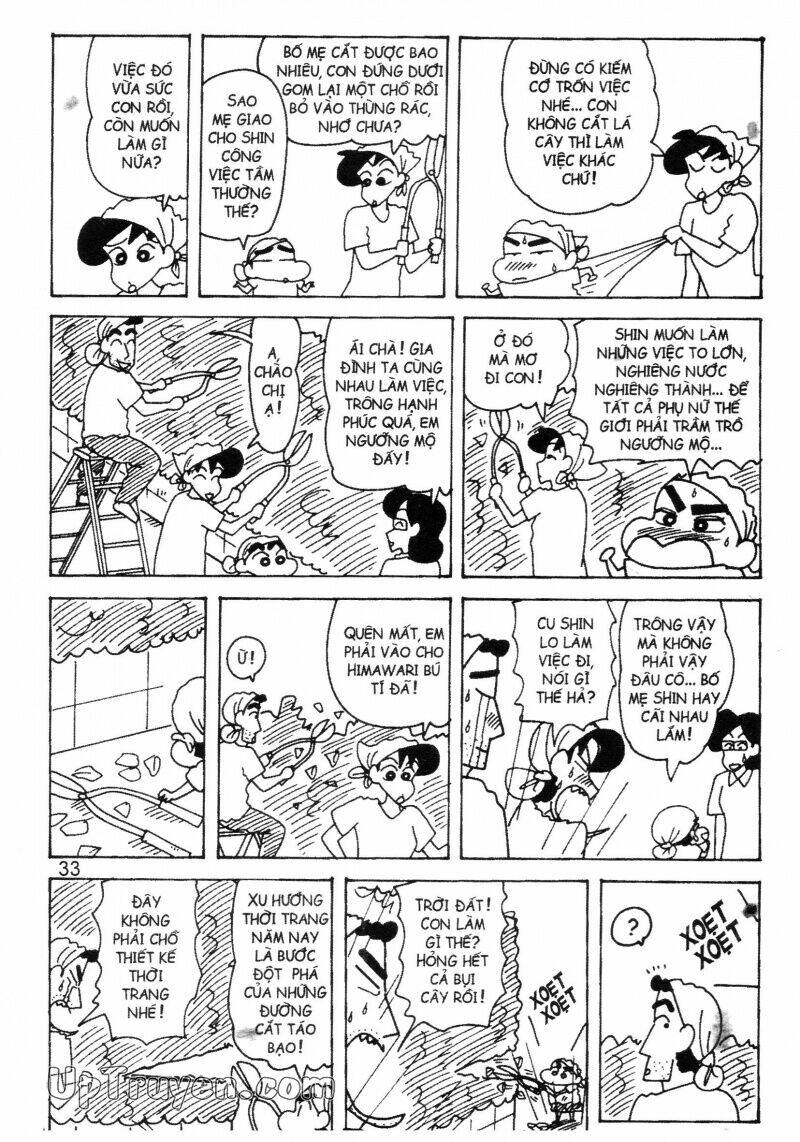 ĐỪNG CÓ KIẾM
CỚ TRỐN VIỆC
NHÉ... CON
KHÔNG CẮT LÁ
CÂY THÌ LÀM
VIỆC KHÁC
CHỨ!
BỐ MẸ CẮT ĐƯỢC BAO
NHIÊU, CON ĐỨNG DƯỚI
GOM LẠI MỘT CHỖ RỒI
BỎ VÀO THÙNG RÁC,
NHỚ CHƯA?
SAO
MẸ GIAO
CHO SHIN
CÔNG
VIỆC TẦM
THƯỜNG
THẾ?
VIỆC ĐÓ
VỪA SỨC
CON RỒI,
CÒN MUỐN
LÀM GÌ
NỮA?
SHIN MUỐN LÀM
NHỮNG VIỆC TO LỚN,
NGHIÊNG NƯỚC
NGHIÊNG THÀNH... ĐỂ
TẤT CẢ PHỤ NỮ THẾ
GIỚI PHẢI TRẦM TRỒ
NGƯỠNG MỘ...
Ở ĐÓ
MÀ MƠ
ĐI CON!
ÁI CHÀ! GIA
ĐÌNH TA CÙNG
NHAU LÀM VIỆC,
TRÔNG HẠNH
PHÚC QUÁ, EM
NGƯỠNG MỘ
ĐẤY!
A,
CHÀO
CHỊ
Ạ!
TRÔNG VẬY
MÀ KHÔNG
PHẢI VẬY
ĐÂU CÔ... BỐ
MẸ SHIN HAY
CÃI NHAU
LẮM!
CU SHIN
LO LÀM
VIỆC ĐI,
NÓI GÌ
THẾ HẢ?
QUÊN MẤT, EM
PHẢI VÀO CHO
HIMAWARI BÚ
TÍ ĐÃ!
Ừ!
33
XOẸT
XOẸT
?
TRỜI ĐẤT!
CON LÀM
GÌ THẾ?
HỎNG HẾT
CẢ BỤI
CÂY RỒI!
XOẸT
XOẸT
XU HƯỚNG
THỜI TRANG
NĂM NAY
LÀ BƯỚC
ĐỘT PHÁ
CỦA NHỮNG
ĐƯỜNG
CẮT TÁO
BẠO!
ĐÂY
KHÔNG
PHẢI CHỖ
THIẾT KẾ
THỜI
TRANG
NHÉ!
UpTruyen.com